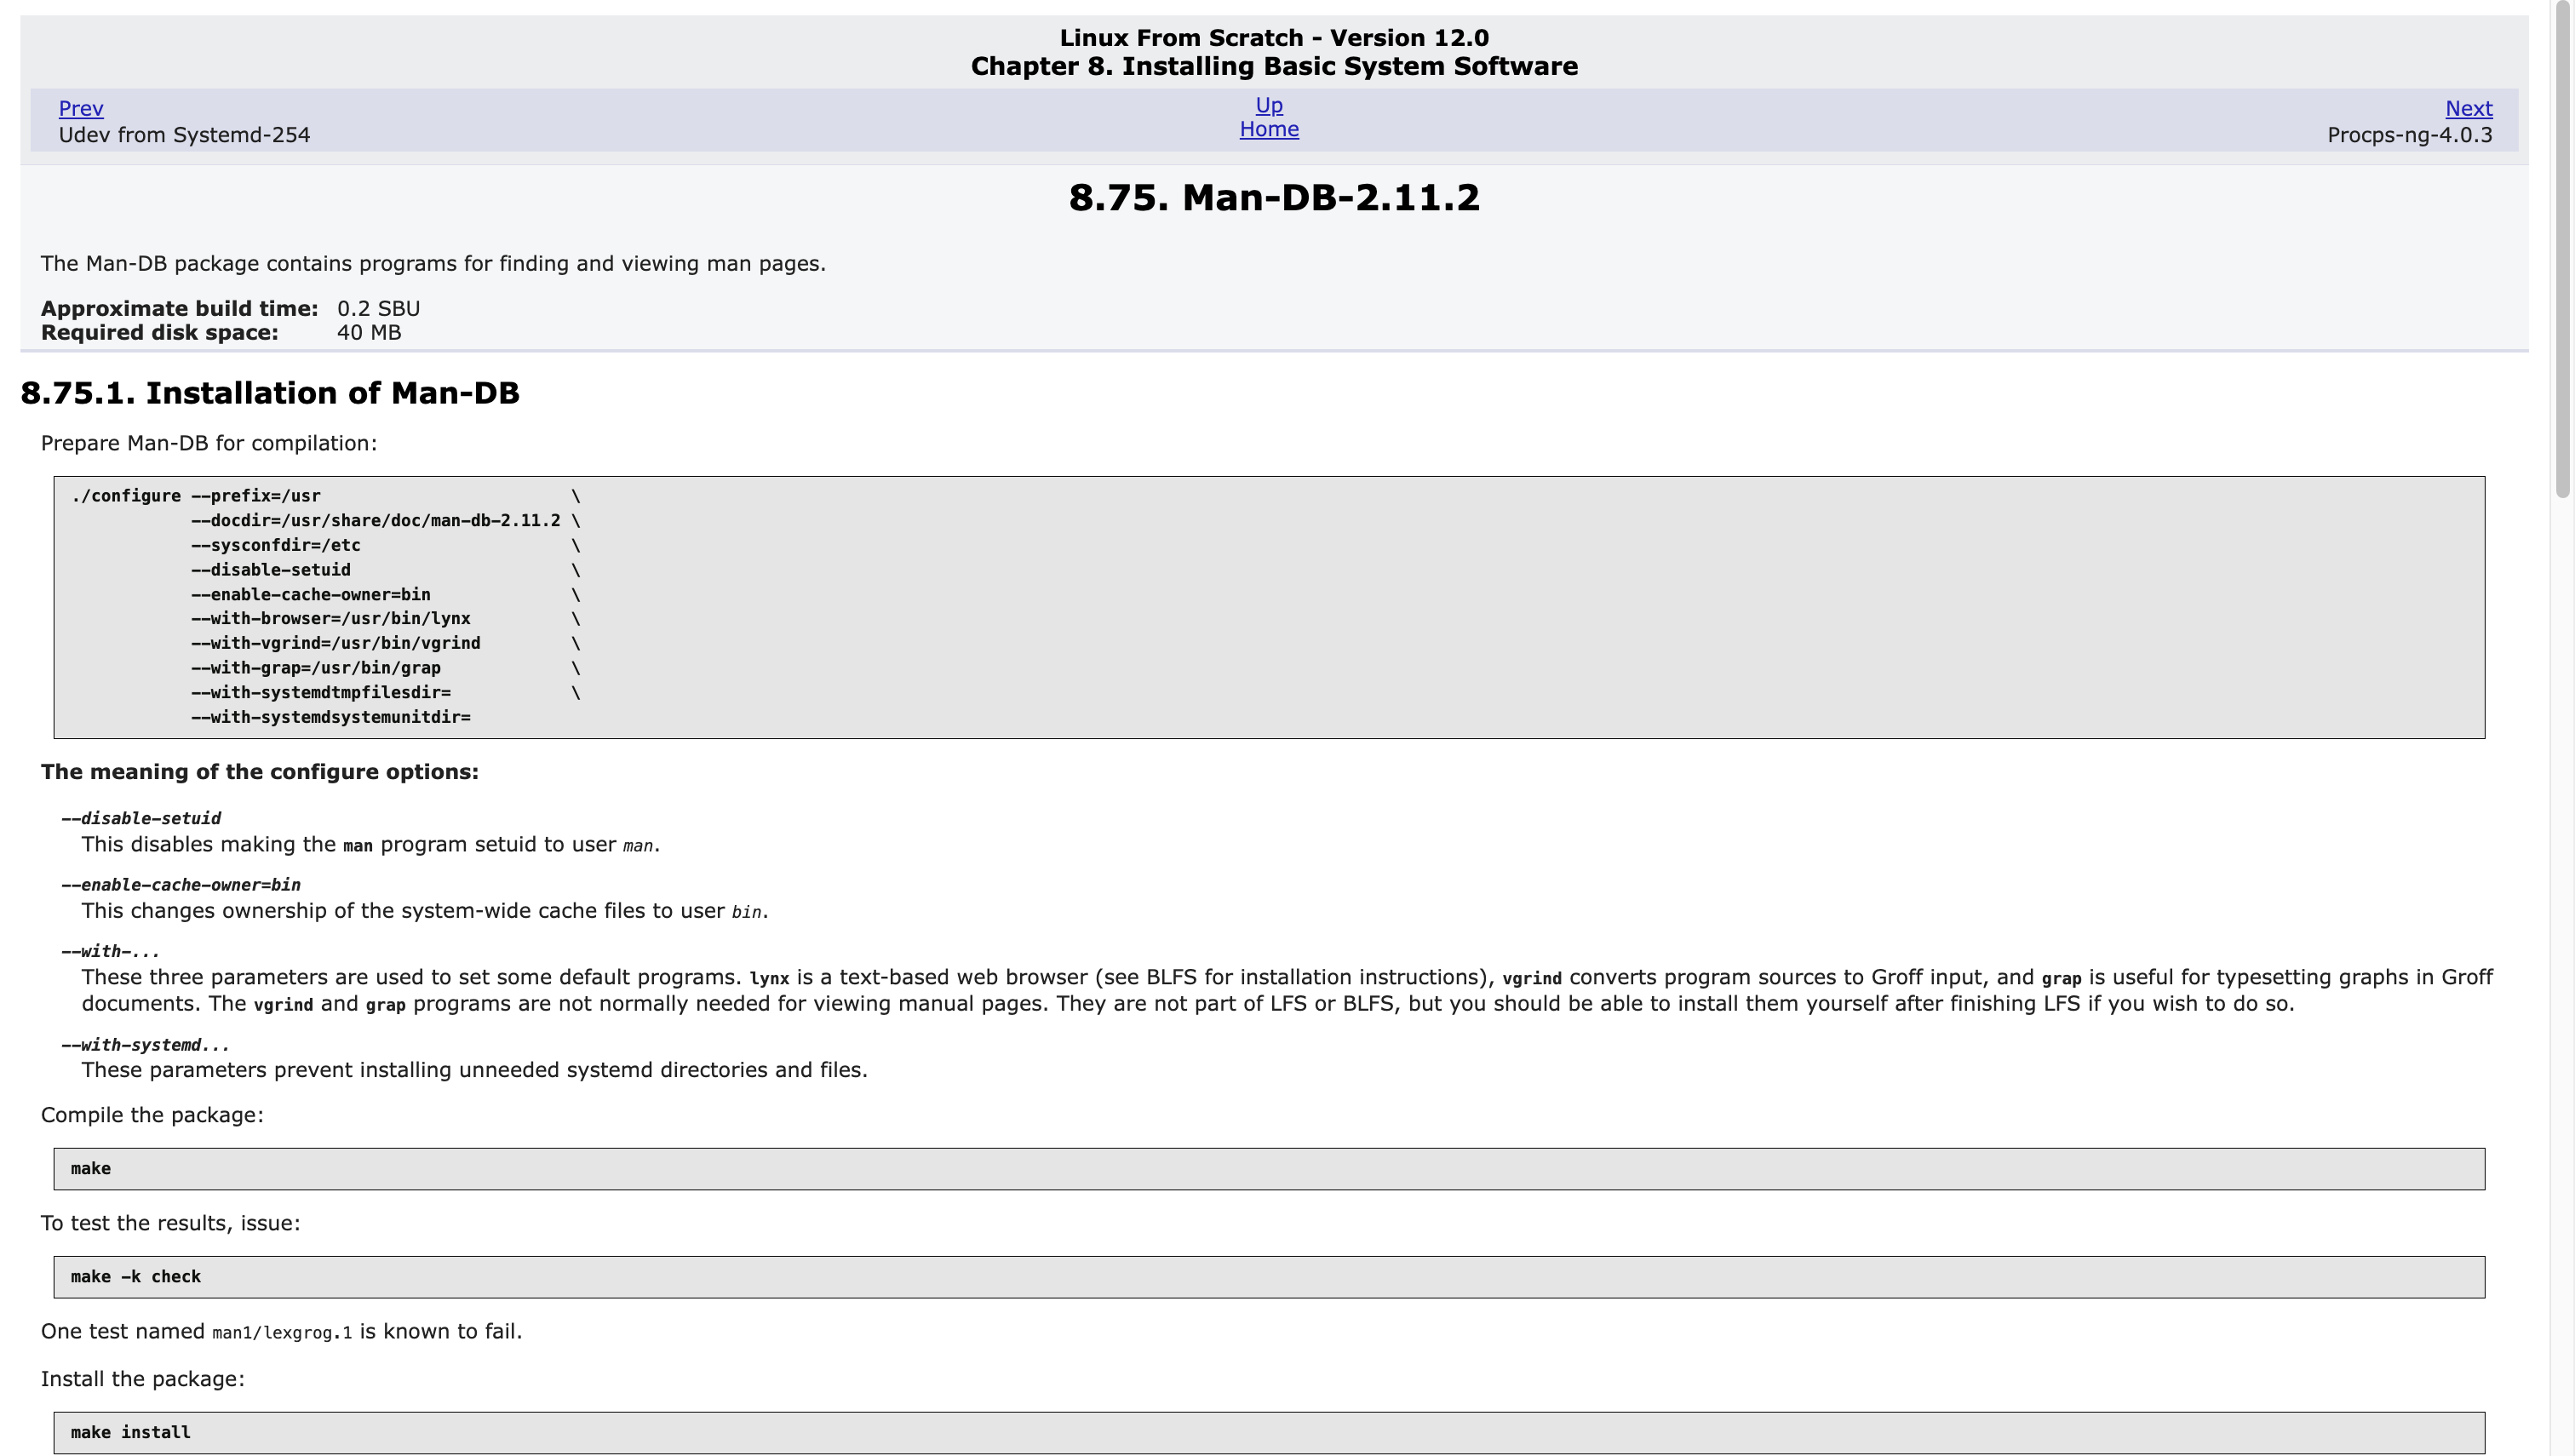 Linux From Scratch - Version 12.0
Chapter 8. Installing Basic System Software
Prev
Up
Next
Udev from Systemd-254
Home
Procps-ng-4.0.3
8.75. Man-DB-2.11.2
The Man-DB package contains programs for finding and viewing man pages.
Approximate build time: 0.2 SBU
Required disk space: 40 MB
8.75.1. Installation of Man-DB
Prepare Man-DB for compilation:
./configure --prefix=/usr                         \
            --docdir=/usr/share/doc/man-db-2.11.2 \
            --sysconfdir=/etc                     \
            --disable-setuid                      \
            --enable-cache-owner=bin              \
            --with-browser=/usr/bin/lynx          \
            --with-vgrind=/usr/bin/vgrind         \
            --with-grap=/usr/bin/grap             \
            --with-systemdtmpfilesdir=            \
            --with-systemdsystemunitdir=
The meaning of the configure options:
--disable-setuid
This disables making the man program setuid to user man.
--enable-cache-owner=bin
This changes ownership of the system-wide cache files to user bin.
--with-...
These three parameters are used to set some default programs. lynx is a text-based web browser (see BLFS for installation instructions), vgrind converts program sources to Groff input, and grap is useful for typesetting graphs in Groff
documents. The vgrind and grap programs are not normally needed for viewing manual pages. They are not part of LFS or BLFS, but you should be able to install them yourself after finishing LFS if you wish to do so.
--with-systemd...
These parameters prevent installing unneeded systemd directories and files.
Compile the package:
make
To test the results, issue:
make -k check
One test named man1/lexgrog.1 is known to fail.
Install the package:
make install